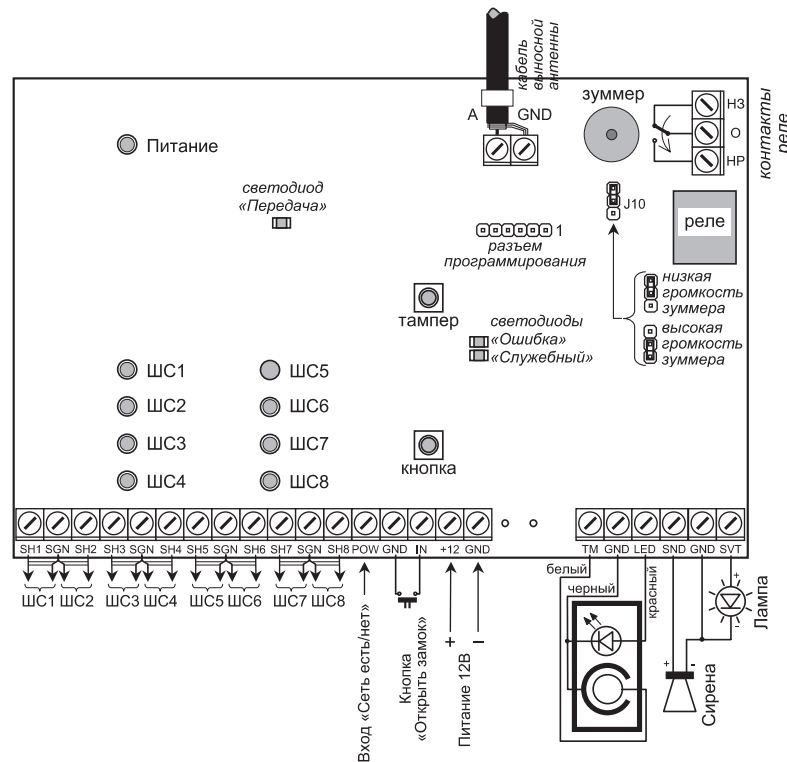 кабель
выносной
антенны
A GND
зуммер
НЗ
О
НР
контакты
реле
Питание
светодиод
«Передача»
J10
реле
1
разъем
программирования
низкая
громкость
зуммера
высокая
громкость
зуммера
тампер
светодиоды
«Ошибка»
«Служебный»
ШС1 ШС5
ШС2 ШС6
ШС3 ШС7
ШС4 ШС8
кнопка
SH1 SGN SH2 SH3 SGN SH4 SH5 SGN SH6 SH7 SGN SH8 POW GND IN +12 GND TM GND LED SND GND SVT
ШС1 ШС2 ШС3 ШС4 ШС5 ШС6 ШС7 ШС8
Вход «Сеть есть/нет»
Кнопка
«Открыть замок»
+ –
Питание 12В
белый
черный
красный
+ -
Сирена
+
-
Лампа